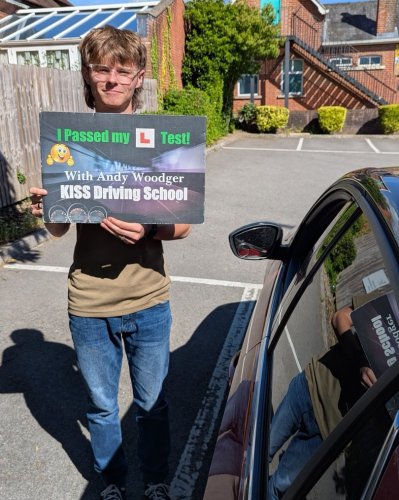 I Passed my L Test!
With Andy Woodger
KISS Driving School